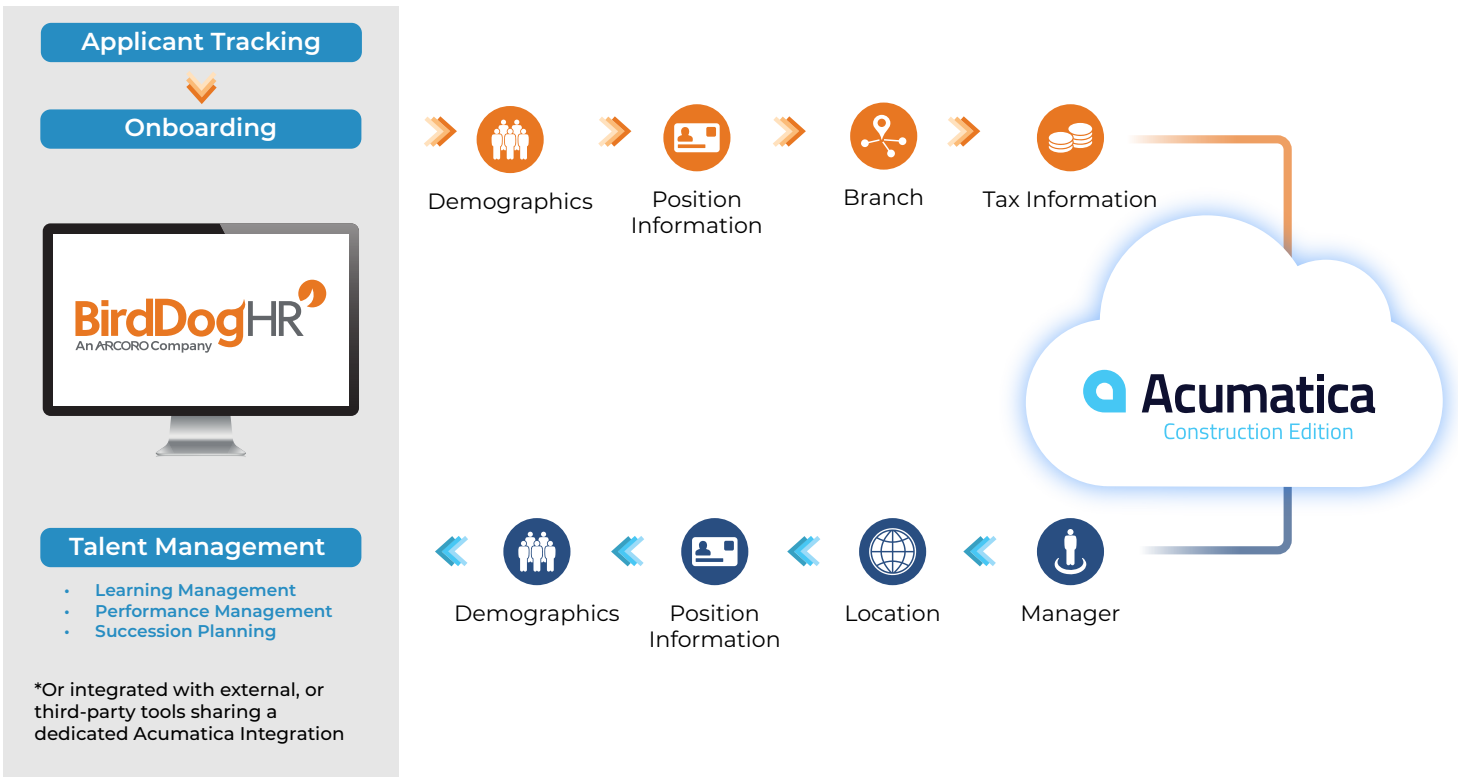 Applicant Tracking
Onboarding
BirdDogHR
An ARCORO Company
Talent Management
• Learning Management
• Performance Management
• Succession Planning
*Or integrated with external, or
third-party tools sharing a
dedicated Acumatica Integration
Demographics
Position
Information
Branch
Tax Information
Acumatica
Construction Edition
Demographics
Position
Information
Location
Manager